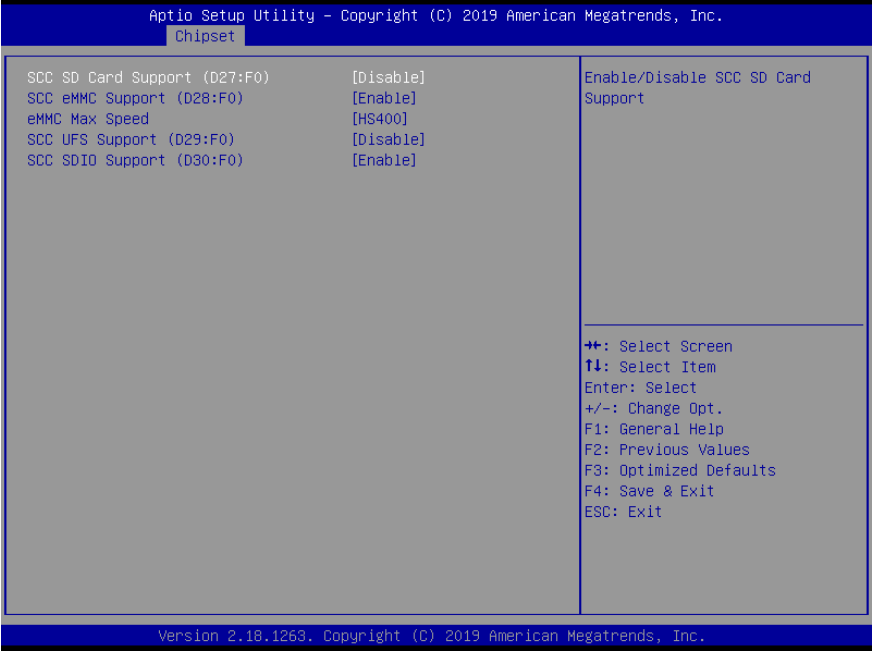 Aptio Setup Utility – Copyright (C) 2019 American Megatrends, Inc.
Chipset
SCC SD Card Support (D27:F0) [Disable]
SCC eMMC Support (D28:F0) [Enable]
eMMC Max Speed [HS400]
SCC UFS Support (D29:F0) [Disable]
SCC SDIO Support (D30:F0) [Enable]
Enable/Disable SCC SD Card
Support
→←: Select Screen
↑↓: Select Item
Enter: Select
+/-: Change Opt.
F1: General Help
F2: Previous Values
F3: Optimized Defaults
F4: Save & Exit
ESC: Exit
Version 2.18.1263. Copyright (C) 2019 American Megatrends, Inc.